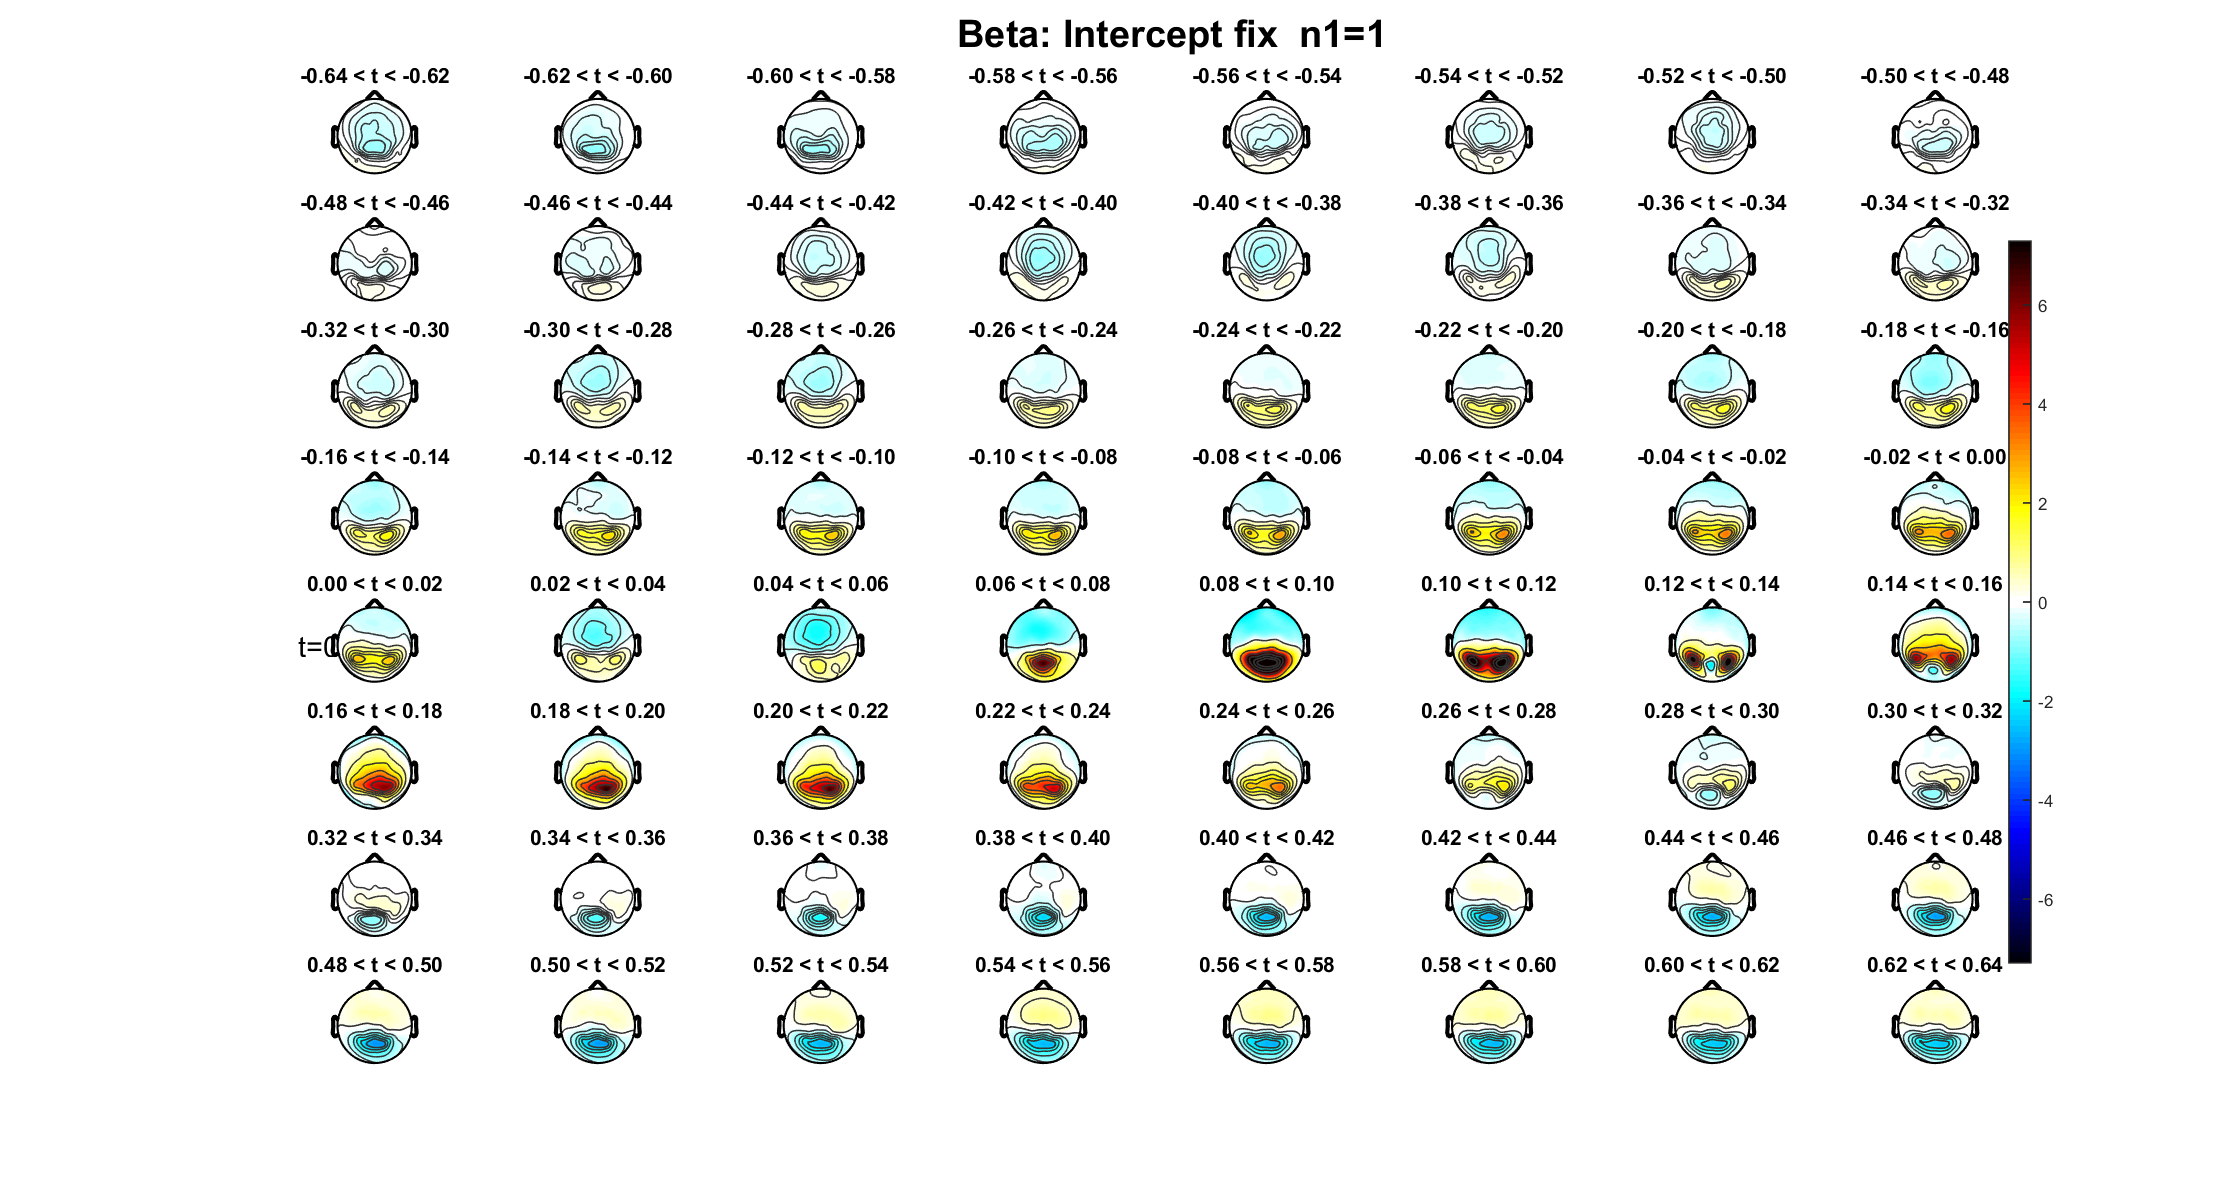 Beta: Intercept fix  n1=1
-0.64 < t < -0.62 -0.62 < t < -0.60 -0.60 < t < -0.58 -0.58 < t < -0.56 -0.56 < t < -0.54 -0.54 < t < -0.52 -0.52 < t < -0.50 -0.50 < t < -0.48
-0.48 < t < -0.46 -0.46 < t < -0.44 -0.44 < t < -0.42 -0.42 < t < -0.40 -0.40 < t < -0.38 -0.38 < t < -0.36 -0.36 < t < -0.34 -0.34 < t < -0.32
6
-0.32 < t < -0.30 -0.30 < t < -0.28 -0.28 < t < -0.26 -0.26 < t < -0.24 -0.24 < t < -0.22 -0.22 < t < -0.20 -0.20 < t < -0.18 -0.18 < t < -0.16
4
-0.16 < t < -0.14 -0.14 < t < -0.12 -0.12 < t < -0.10 -0.10 < t < -0.08 -0.08 < t < -0.06 -0.06 < t < -0.04 -0.04 < t < -0.02 -0.02 < t < 0.00
2
0.00 < t < 0.02 0.02 < t < 0.04 0.04 < t < 0.06 0.06 < t < 0.08 0.08 < t < 0.10 0.10 < t < 0.12 0.12 < t < 0.14 0.14 < t < 0.16
0
t=0
-2
0.16 < t < 0.18 0.18 < t < 0.20 0.20 < t < 0.22 0.22 < t < 0.24 0.24 < t < 0.26 0.26 < t < 0.28 0.28 < t < 0.30 0.30 < t < 0.32
-4
0.32 < t < 0.34 0.34 < t < 0.36 0.36 < t < 0.38 0.38 < t < 0.40 0.40 < t < 0.42 0.42 < t < 0.44 0.44 < t < 0.46 0.46 < t < 0.48
-6
0.48 < t < 0.50 0.50 < t < 0.52 0.52 < t < 0.54 0.54 < t < 0.56 0.56 < t < 0.58 0.58 < t < 0.60 0.60 < t < 0.62 0.62 < t < 0.64